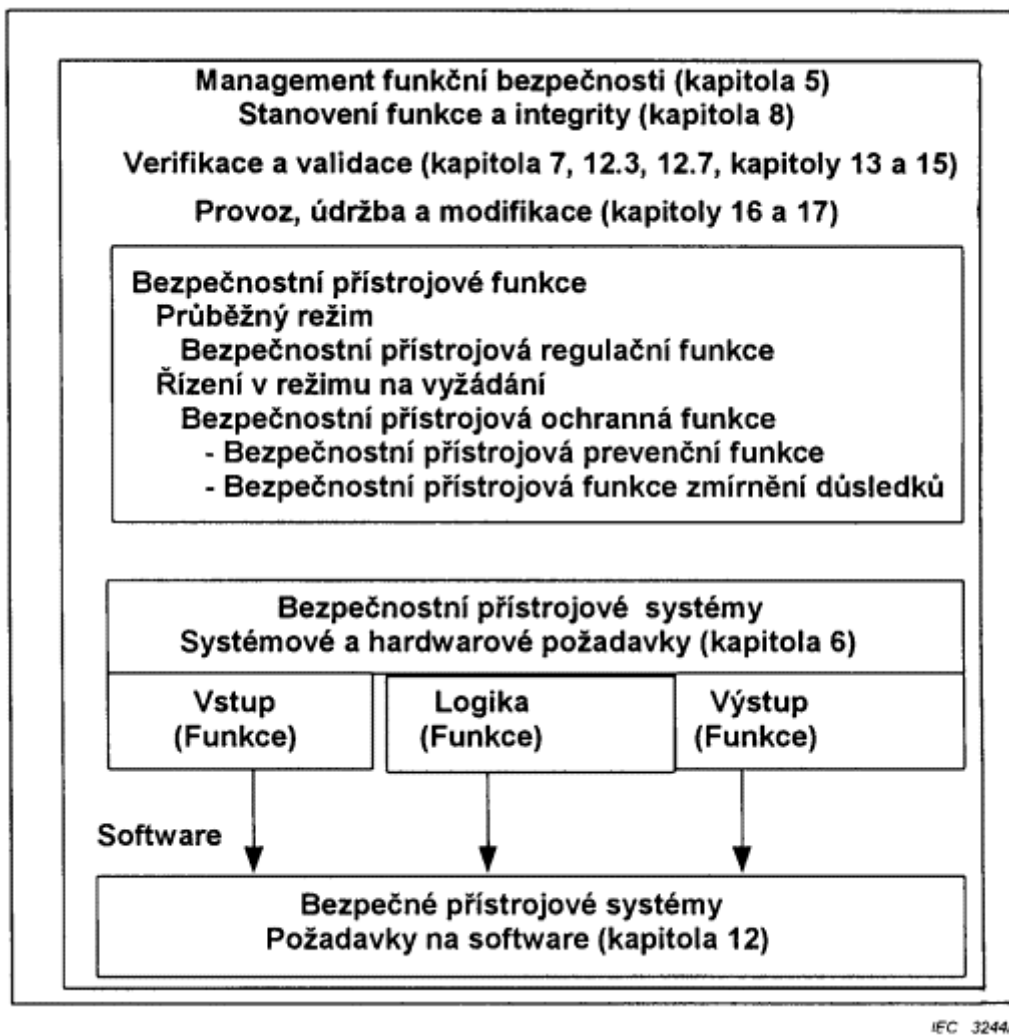 Management funkční bezpečnosti (kapitola 5)
Stanovení funkce a integrity (kapitola 8)
Verifikace a validace (kapitola 7, 12.3, 12.7, kapitoly 13 a 15)
Provoz, údržba a modifikace (kapitoly 16 a 17)
Bezpečnostní přístrojové funkce
Průběžný režim
Bezpečnostní přístrojová regulační funkce
Řízení v režimu na vyžádání
Bezpečnostní přístrojová ochranná funkce
- Bezpečnostní přístrojová prevenční funkce
- Bezpečnostní přístrojová funkce zmírnění důsledků
Bezpečnostní přístrojové systémy
Systémové a hardwarové požadavky (kapitola 6)
Vstup
(Funkce)
Logika
(Funkce)
Výstup
(Funkce)
Software
Bezpečné přístrojové systémy
Požadavky na software (kapitola 12)
IEC 3244